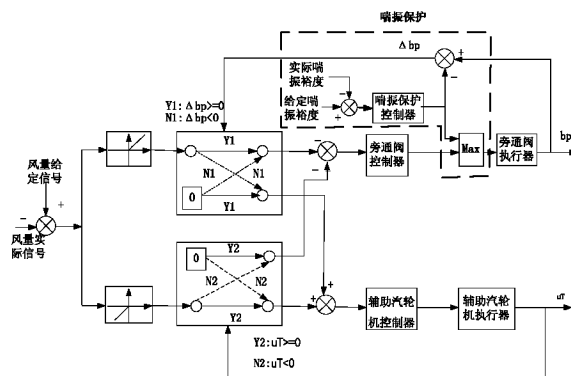 喘振保护
Δbp
+
−
实际喘
振裕度
−
给定喘
振裕度
+
喘振保护
控制器
Y1:Δbp>=0
N1:Δbp<0
Y1
N1
N1
0
Y1
−
−
旁通阀
控制器
Max
旁通阀
执行器
bp
风量给
定信号
+
−
风量实
际信号
0
Y2
N2
N2
Y2
+
+
辅助汽轮
机控制器
辅助汽轮
机执行器
uT
Y2:uT>=0
N2:uT<0